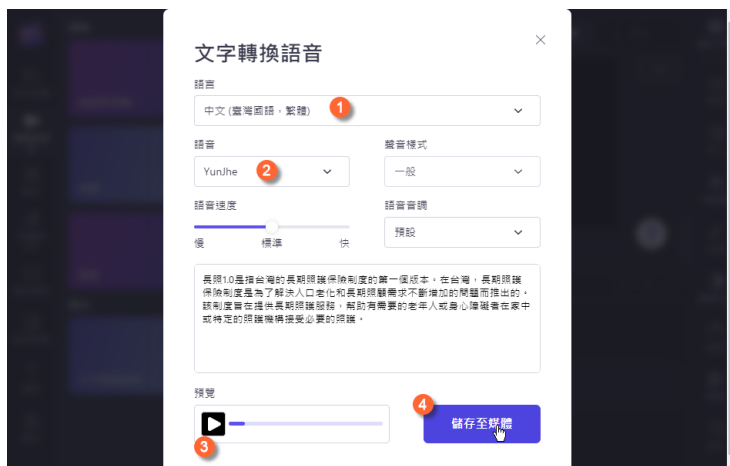 文字轉換語音
語言
中文 (臺灣國語，繁體)
1
語音
聲音樣式
YunJhe
2
一般
語音速度
語音音調
慢
標準
快
預設
長照1.0是指台灣的長期照護保險制度的第一個版本。在台灣，長期照護
保險制度是為了解決人口老化和長期照顧需求不斷增加的問題而推出的。
該制度旨在提供長期照護服務，幫助有需要的老年人或身心障礙者在家中
或特定的照護機構接受必要的照護。
預覽
3
4
儲存至媒體